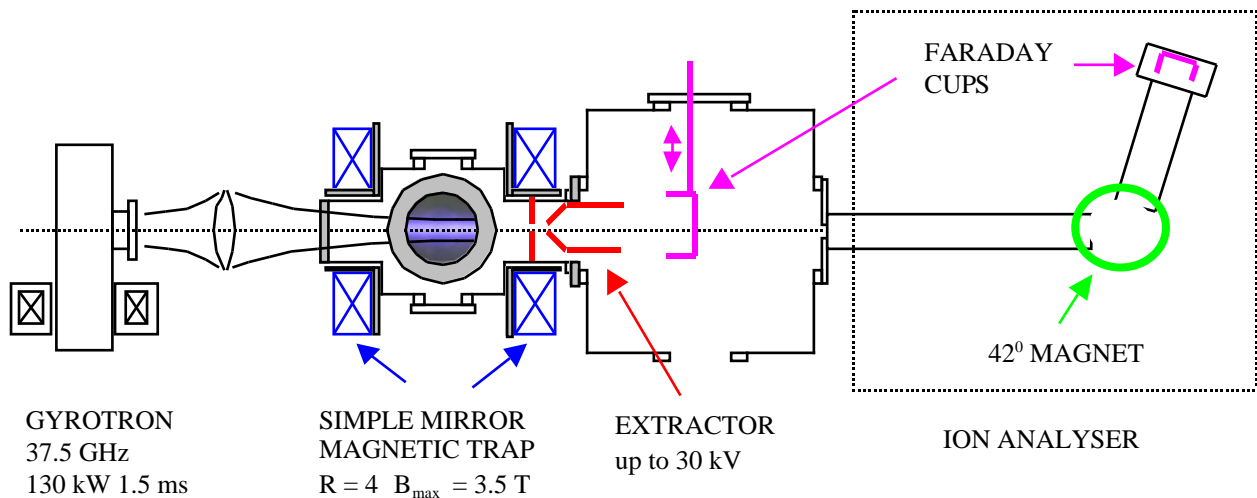 FARADAY
CUPS
42⁰ MAGNET
GYROTRON
37.5 GHz
130 kW 1.5 ms
SIMPLE MIRROR
MAGNETIC TRAP
R = 4 Bmax = 3.5 T
EXTRACTOR
up to 30 kV
ION ANALYSER